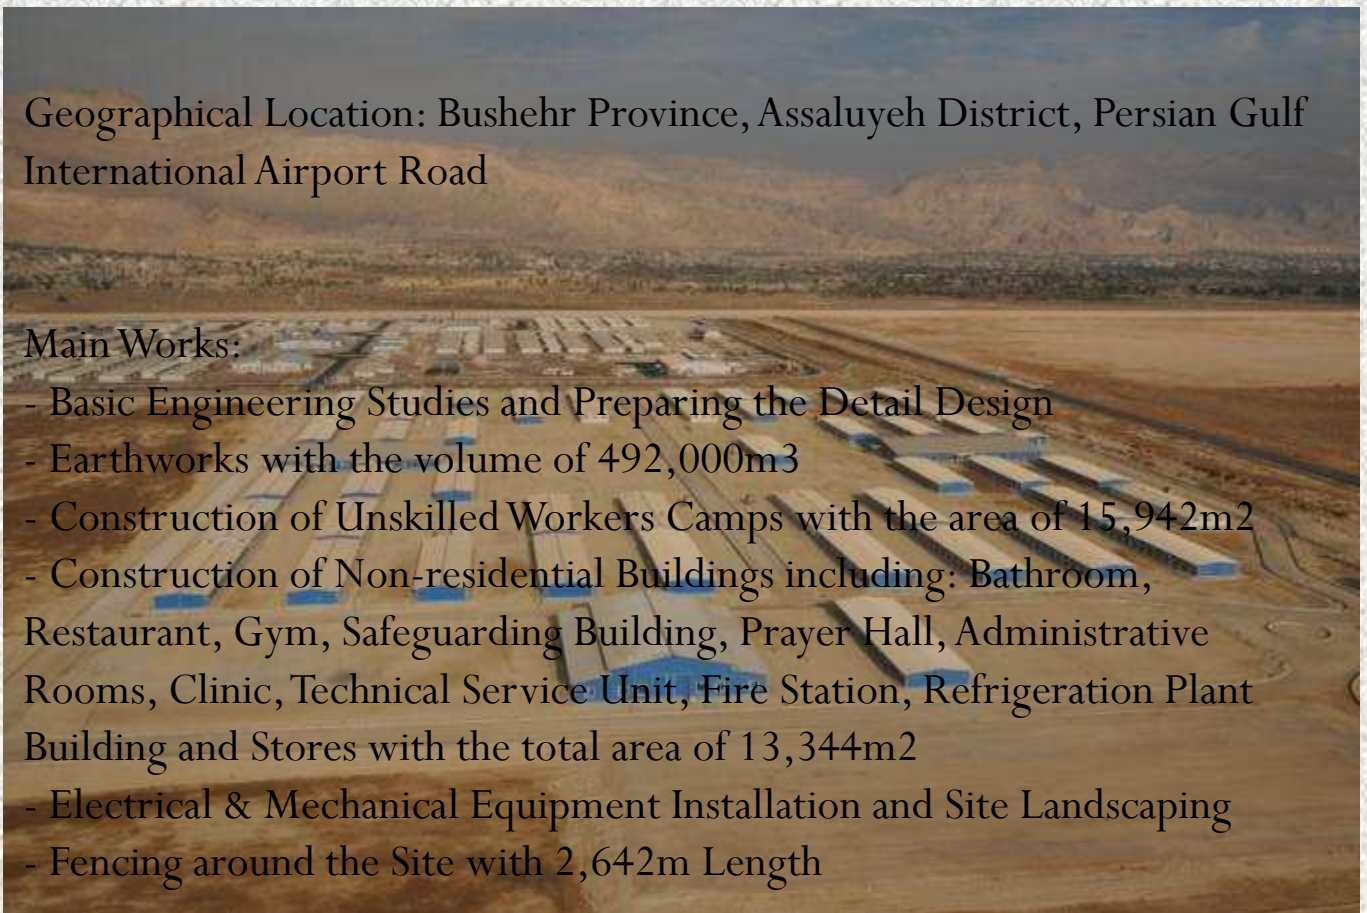 Geographical Location: Bushehr Province, Assaluyeh District, Persian Gulf
International Airport Road
Main Works:
- Basic Engineering Studies and Preparing the Detail Design
- Earthworks with the volume of 492,000m3
- Construction of Unskilled Workers Camps with the area of 15,942m2
- Construction of Non-residential Buildings including: Bathroom,
Restaurant, Gym, Safeguarding Building, Prayer Hall, Administrative
Rooms, Clinic, Technical Service Unit, Fire Station, Refrigeration Plant
Building and Stores with the total area of 13,344m2
- Electrical & Mechanical Equipment Installation and Site Landscaping
- Fencing around the Site with 2,642m Length